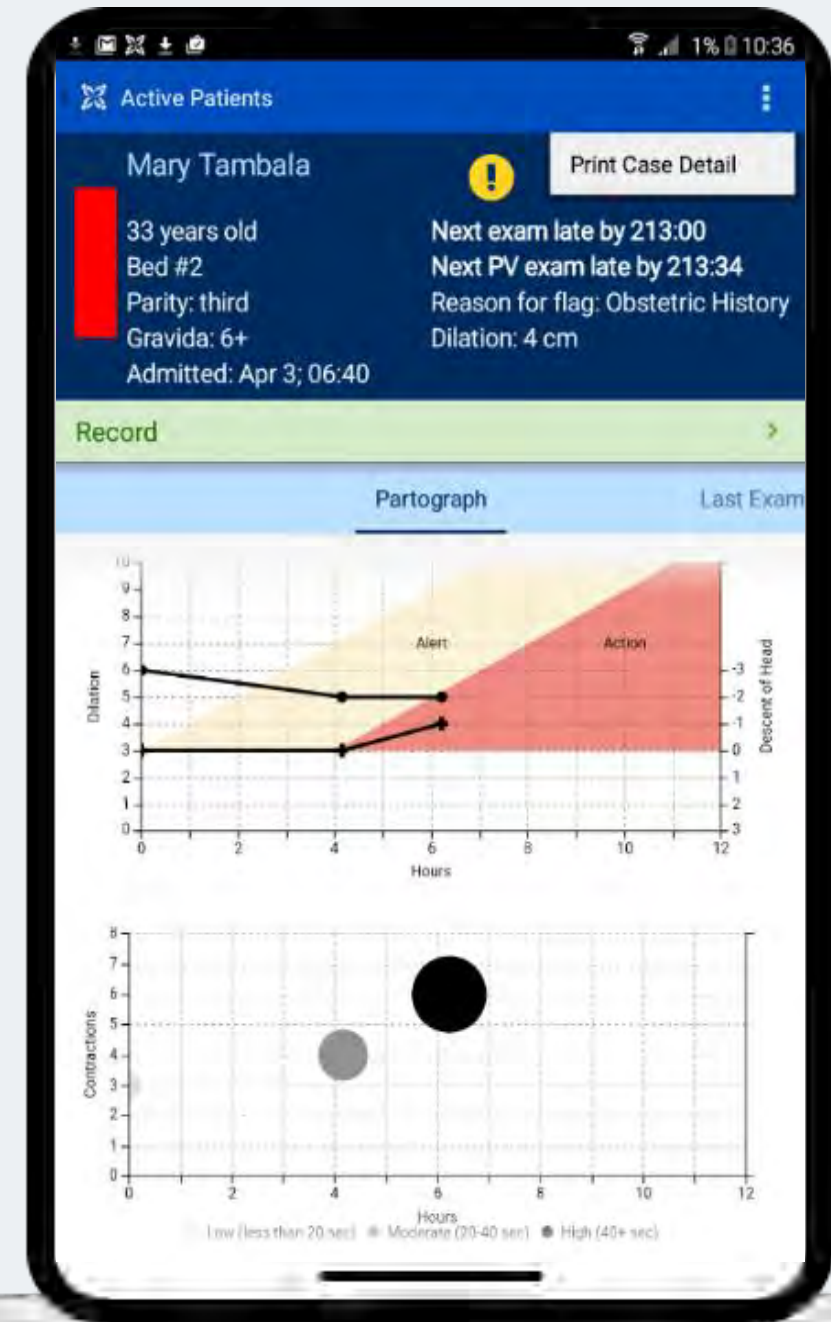 1% 10:36
Active Patients
Mary Tambala
!
Print Case Detail
33 years old
Bed #2
Parity: third
Gravida: 6+
Admitted: Apr 3; 06:40
Next exam late by 213:00
Next PV exam late by 213:34
Reason for flag: Obstetric History
Dilation: 4 cm
Record
Partograph
Last Exam
10
9
8
7
6
5
4
3
2
1
0
Dilation
Alert
Action
-3
-2
-1
0
1
2
3
Descent of Head
0 2 4 6 8 10 12
Hours
8
7
6
5
4
3
2
1
0
Contractions
0 2 4 6 8 10 12
Hours
Low (less than 20 sec) Moderate (20-40 sec) High (40+ sec)